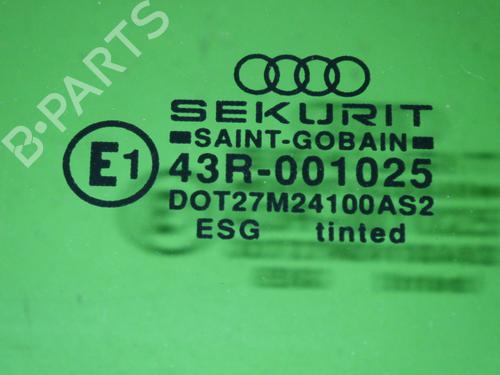 B-PARTS
SEKURIT
SAINT-GOBAIN
E1
43R-001025
DOT27M24100AS2
ESG tinted